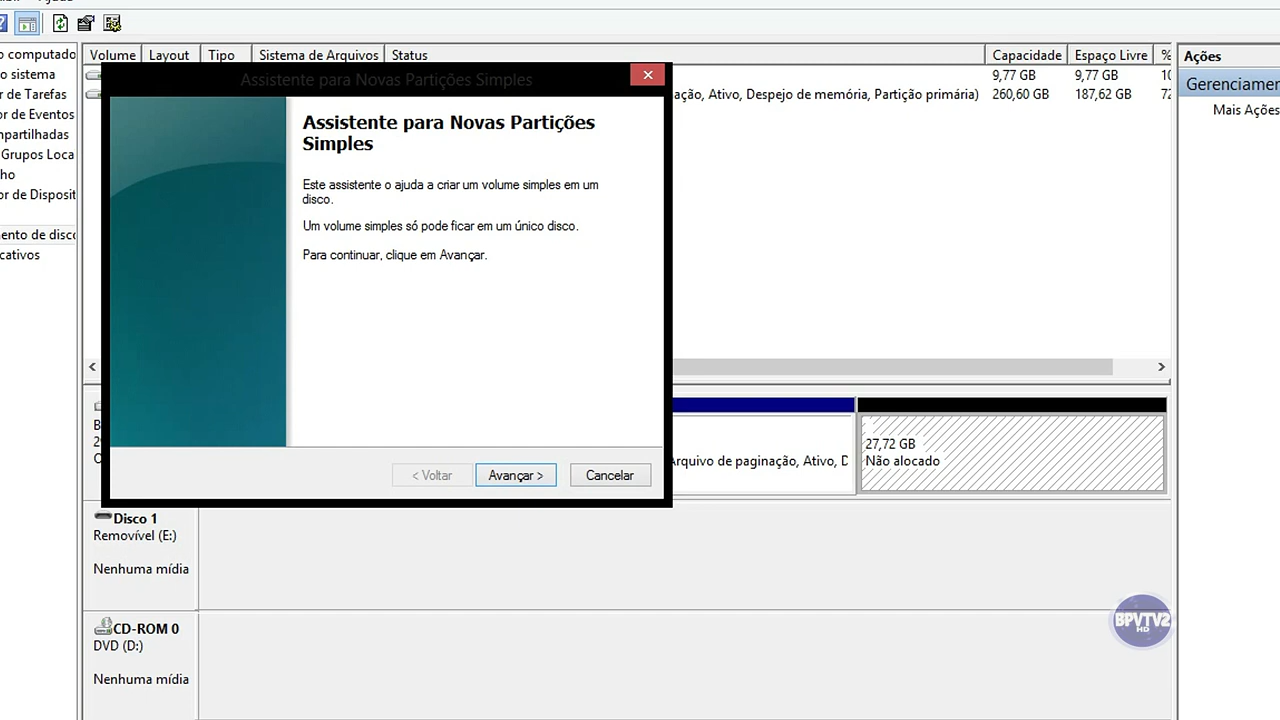 Volume Layout Tipo Sistema de Arquivos Status Capacidade Espaço Livre %
9,77 GB 9,77 GB 10
ação, Ativo, Despejo de memória, Partição primária) 260,60 GB 187,62 GB 72
o computado
o sistema
r de Tarefas
or de Eventos
mpartilhadas
Grupos Loca
ho
or de Disposit
ento de disco
cativos
Assistente para Novas Partições Simples
Assistente para Novas Partições
Simples
Este assistente o ajuda a criar um volume simples em um
disco.
Um volume simples só pode ficar em um único disco.
Para continuar, clique em Avançar.
< Voltar Avançar > Cancelar
Ações
Gerenciamen
Mais Ações
Arquivo de paginação, Ativo, D
27,72 GB
Não alocado
Disco 1
Removível (E:)
Nenhuma mídia
CD-ROM 0
DVD (D:)
Nenhuma mídia
BPVTV2
HD